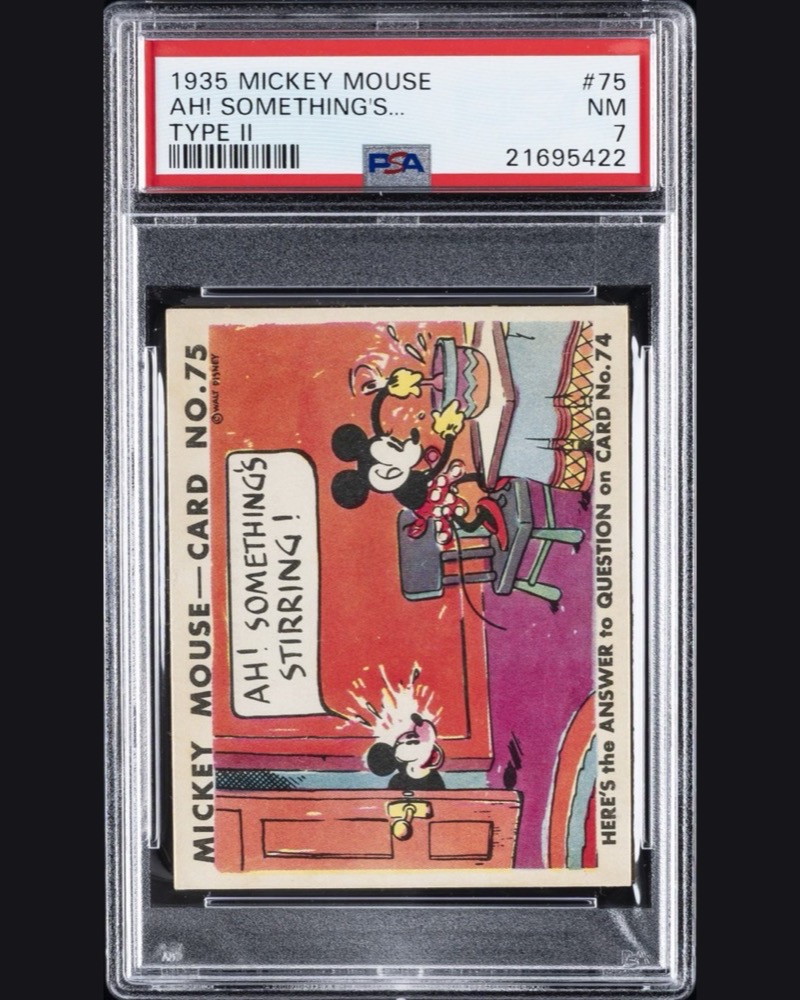 1935 MICKEY MOUSE #75
AH! SOMETHING'S... NM
TYPE II 7
PSA 21695422
MICKEY MOUSE—CARD NO.75
© WALT DISNEY
AH! SOMETHING'S
STIRRING!
HERE'S the ANSWER to QUESTION on CARD No.74